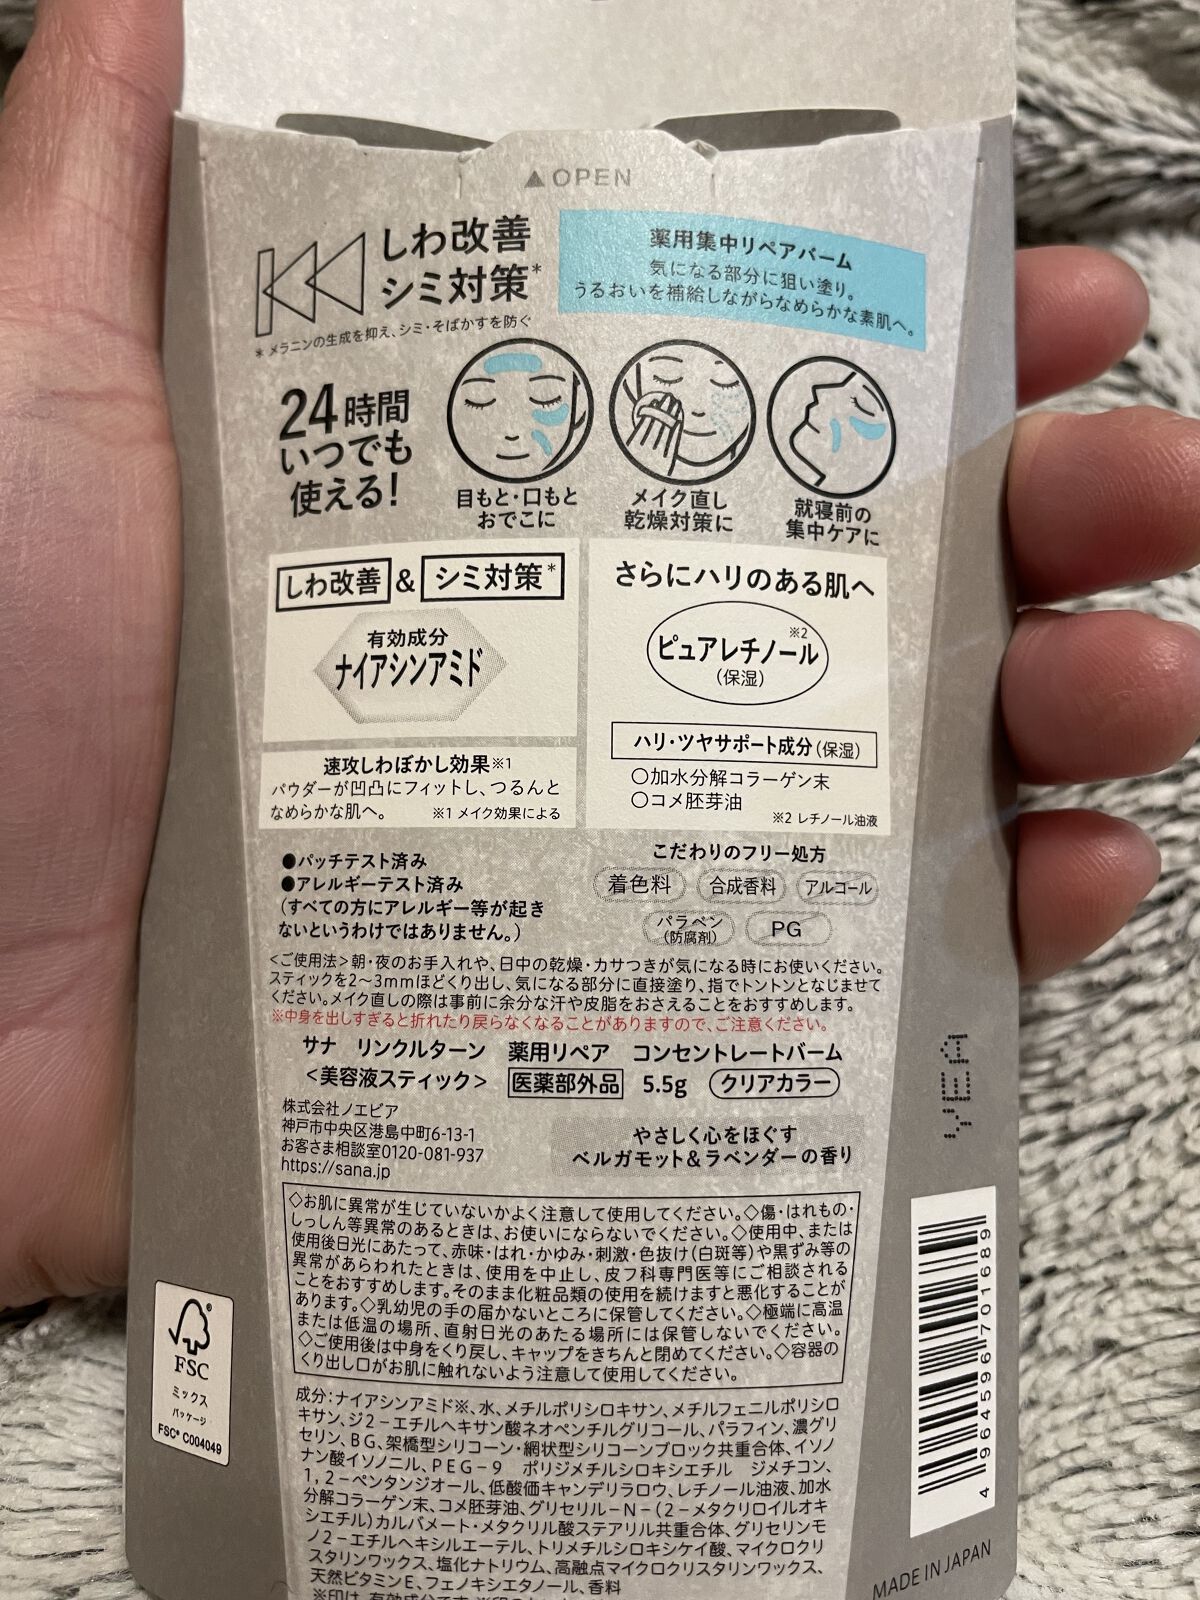 ▲OPEN
しわ改善
シミ対策*
*メラニンの生成を抑え、シミ・そばかすを防ぐ
薬用集中リペアバーム
気になる部分に狙い塗り。
うるおいを補給しながらなめらかな素肌へ。
24時間
いつでも
使える!
目もと・口もと
おでこに
メイク直し
乾燥対策に
就寝前の
集中ケアに
しわ改善 & シミ対策*
有効成分
ナイアシンアミド
速攻しわぼかし効果※1
パウダーが凹凸にフィットし、つるんと
なめらかな肌へ。 ※1 メイク効果による
さらにハリのある肌へ
ピュアレチノール※2
(保湿)
ハリ・ツヤサポート成分(保湿)
○加水分解コラーゲン末
○コメ胚芽油
※2 レチノール油液
●パッチテスト済み
●アレルギーテスト済み
(すべての方にアレルギー等が起き
ないというわけではありません。)
こだわりのフリー処方
着色料 合成香料 アルコール
パラベン
(防腐剤)
PG
<ご使用法>朝・夜のお手入れや、日中の乾燥・カサつきが気になる時にお使いください。
スティックを2~3mmほどくり出し、気になる部分に直接塗り、指でトントンとなじませて
ください。メイク直しの際は事前に余分な汗や皮脂をおさえることをおすすめします。
※中身を出しすぎると折れたり戻らなくなることがありますので、ご注意ください。
サナ リンクルターン 薬用リペア コンセントレートバーム
<美容液スティック> 医薬部外品 5.5g クリアカラー
株式会社ノエビア
神戸市中央区港島中町6-13-1
お客さま相談室0120-081-937
https://sana.jp
やさしく心をほぐす
ベルガモット&ラベンダーの香り
◇お肌に異常が生じていないかよく注意して使用してください。◇傷・はれもの・
しっしん等異常のあるときは、お使いにならないでください。◇使用中、または
使用後日光にあたって、赤味・はれ・かゆみ・刺激・色抜け(白斑等)や黒ずみ等の
異常があらわれたときは、使用を中止し、皮フ科専門医等にご相談される
ことをおすすめします。そのまま化粧品類の使用を続けますと悪化することが
あります。◇乳幼児の手の届かないところに保管してください。◇極端に高温
または低温の場所、直射日光のあたる場所には保管しないでください。
◇ご使用後は中身をくり戻し、キャップをきちんと閉めてください。◇容器の
くり出し口がお肌に触れないよう注意して使用してください。
成分:ナイアシンアミド※、水、メチルポリシロキサン、メチルフェニルポリシロ
キサン、ジ2-エチルヘキサン酸ネオペンチルグリコール、パラフィン、濃グリ
セリン、BG、架橋型シリコーン・網状型シリコーンブロック共重合体、イソノ
ナン酸イソノニル、PEG-9 ポリジメチルシロキシエチル ジメチコン、
1,2-ペンタンジオール、低酸価キャンデリラロウ、レチノール油液、加水
分解コラーゲン末、コメ胚芽油、グリセリル-N-(2-メタクリロイルオキ
シエチル)カルバメート・メタクリル酸ステアリル共重合体、グリセリンモ
ノ2-エチルヘキシルエーテル、トリメチルシロキシケイ酸、マイクロクリ
スタリンワックス、塩化ナトリウム、高融点マイクロクリスタリンワックス、
天然ビタミンE、フェノキシエタノール、香料
FSC
ミックス
パッケージ
FSC® C004049
4964596701689
MADE IN JAPAN